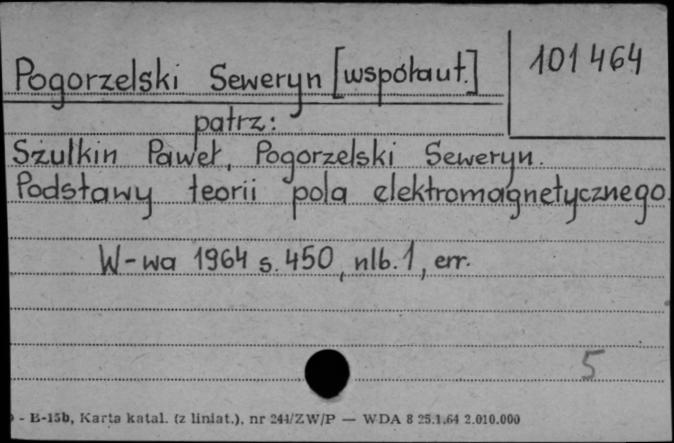 Pogorzelski Seweryn [współaut.]
101464
patrz:
Szulkin Paweł, Pogorzelski Seweryn.
Podstawy teorii pola elektromagnetycznego.
W-wa 1964 s. 450, nlb. 1, err.
5
- E-15b, Karta katal. (z liniat.), nr 244/ZW/P — WDA 8 25.1.64 2.010.000